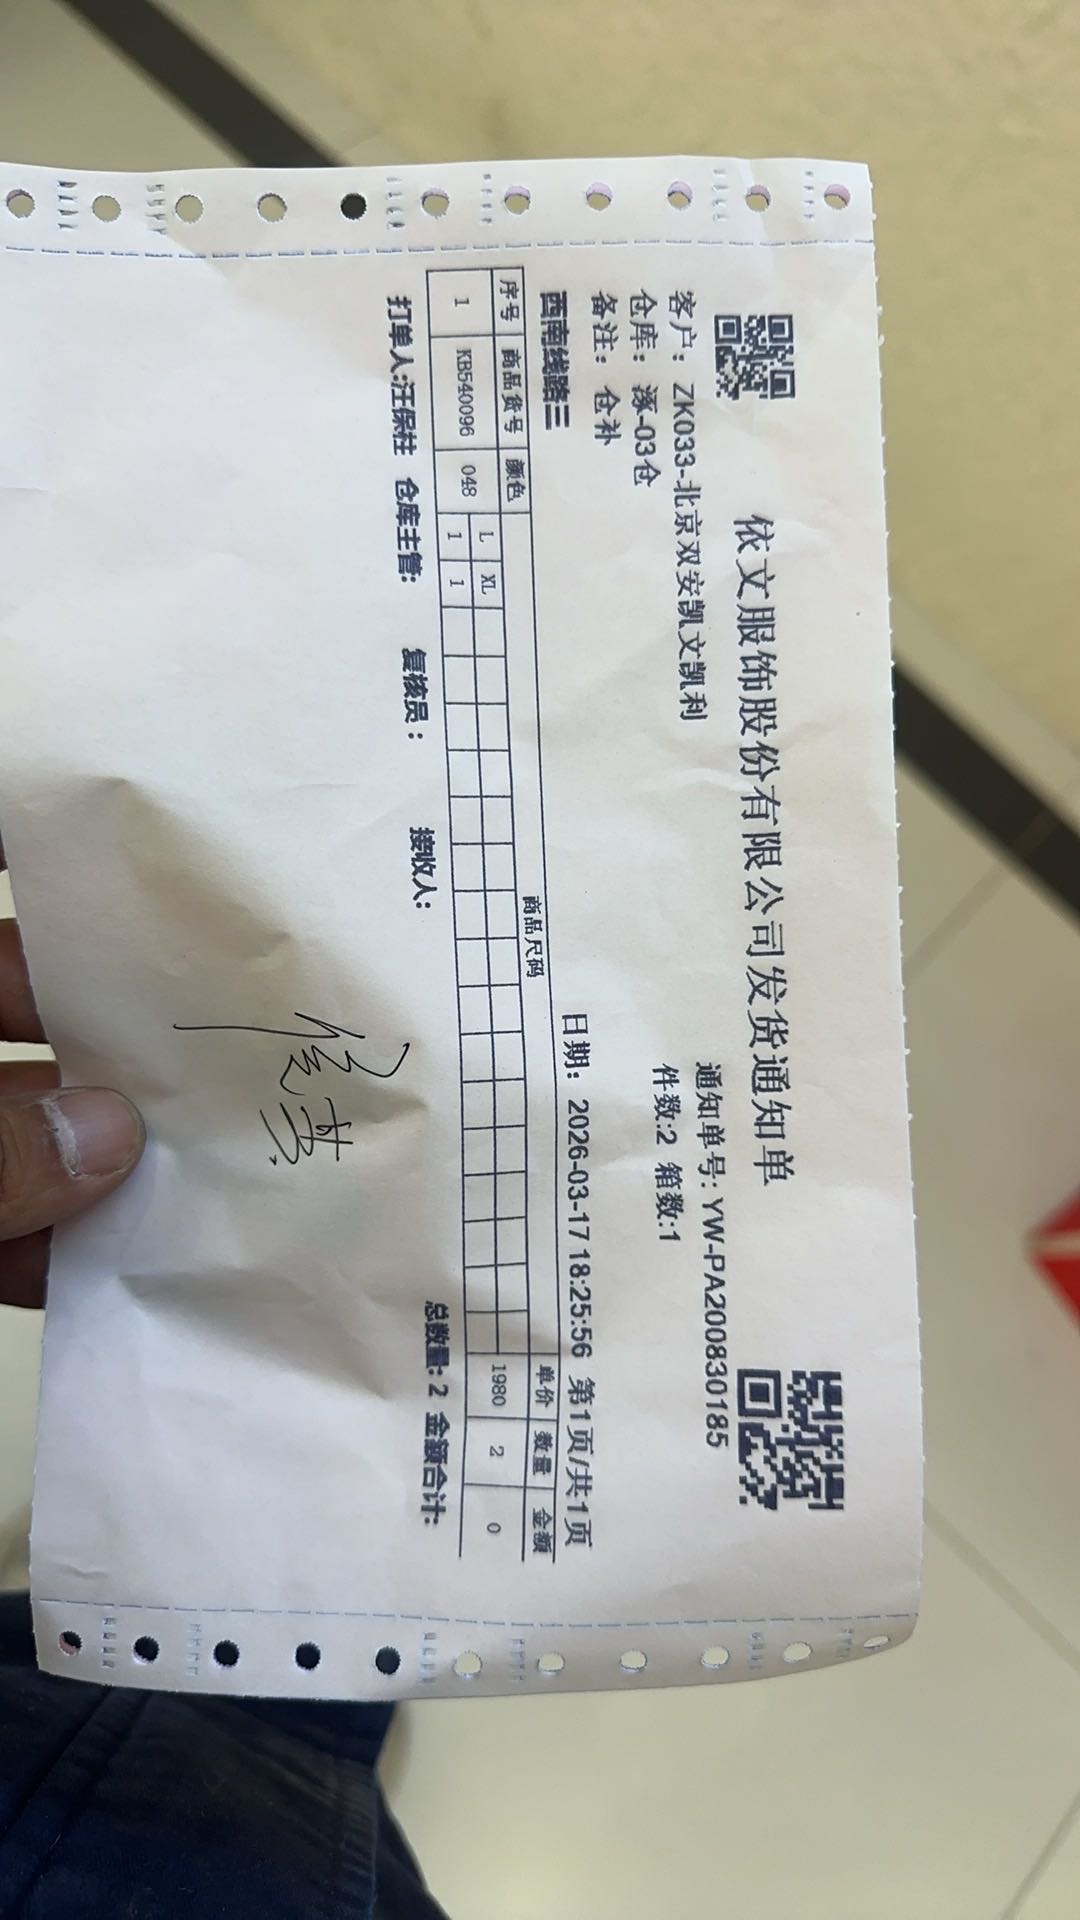 依文服饰股份有限公司发货通知单
客户：ZK033-北京双安凯文凯利
通知单号: YW-PA200830185
仓库：涿-03仓
件数:2 箱数:1
备注：仓补
西南线路三
日期：2026-03-17 18:25:56 第1页/共1页
序号 商品货号 颜色 商品尺码 单价 数量 金额
L XL
1 KB540096 048 1 1 1980 2 0
打单人:汪保柱 仓库主管: 复核员： 接收人: 总数量: 2 金额合计: